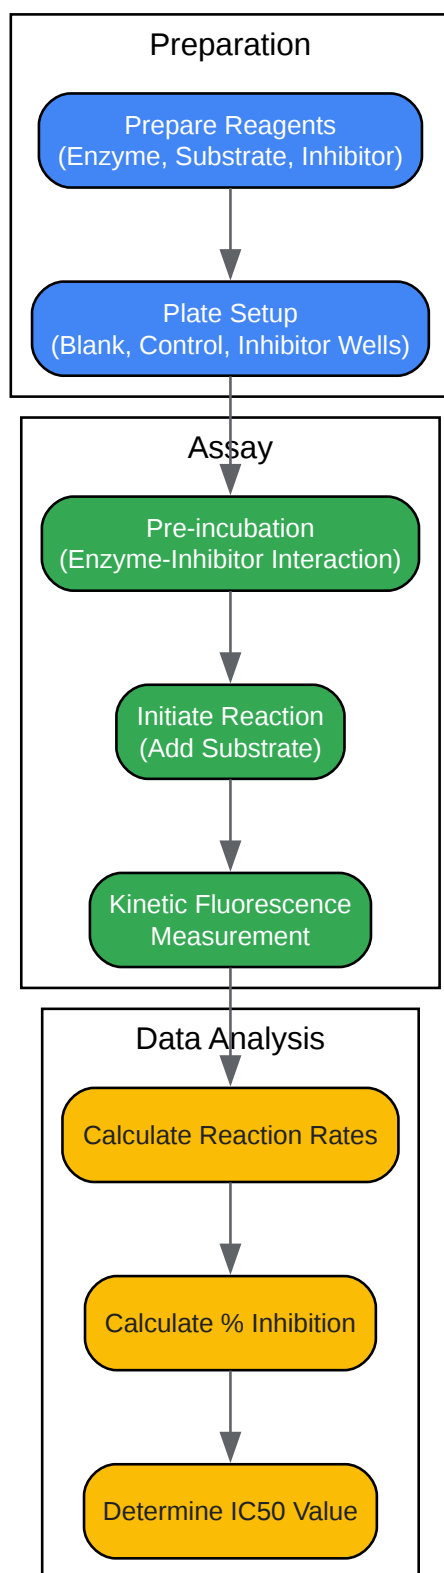 Preparation
Prepare Reagents
(Enzyme, Substrate, Inhibitor)
Plate Setup
(Blank, Control, Inhibitor Wells)
Assay
Pre-incubation
(Enzyme-Inhibitor Interaction)
Initiate Reaction
(Add Substrate)
Kinetic Fluorescence
Measurement
Data Analysis
Calculate Reaction Rates
Calculate % Inhibition
Determine IC50 Value